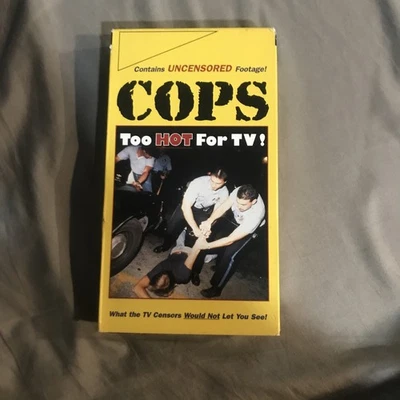 Contains UNCENSORED Footage!
COPS
Too HOT For TV!
What the TV Censors Would Not Let You See!